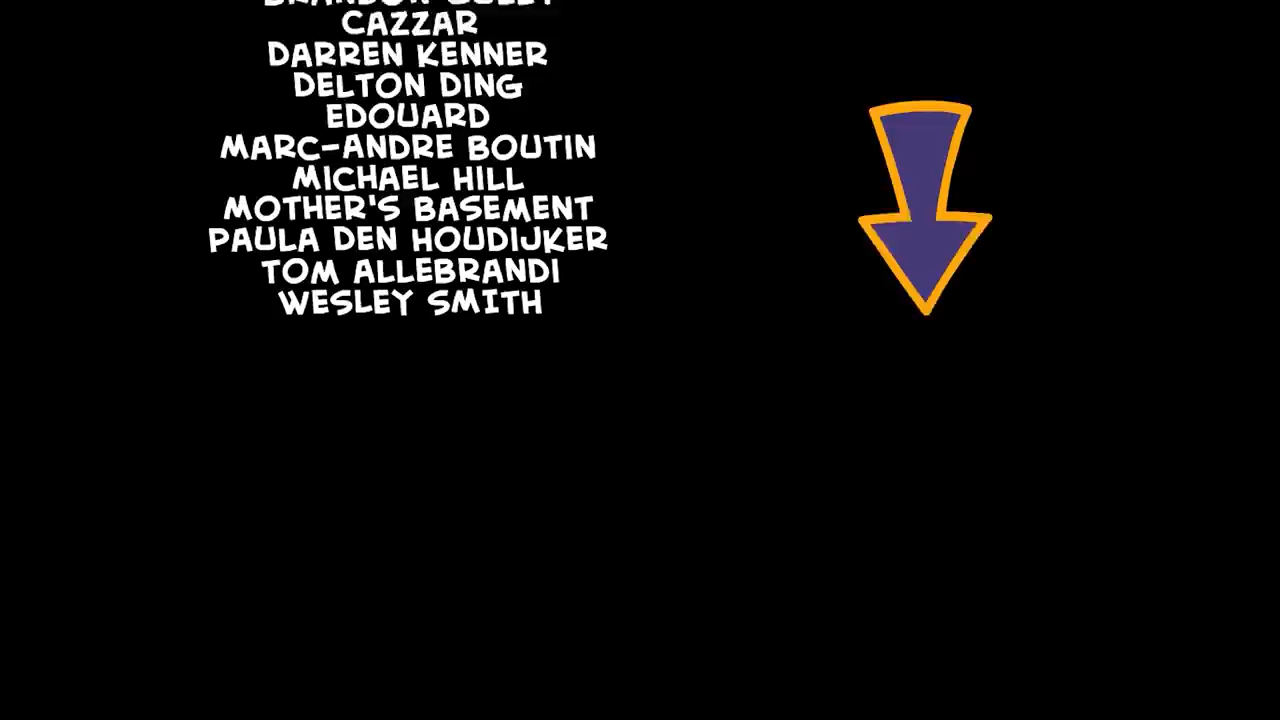 CAZZAR
DARREN KENNER
DELTON DING
EDOUARD
MARC-ANDRE BOUTIN
MICHAEL HILL
MOTHER'S BASEMENT
PAULA DEN HOUDIJKER
TOM ALLEBRANDI
WESLEY SMITH